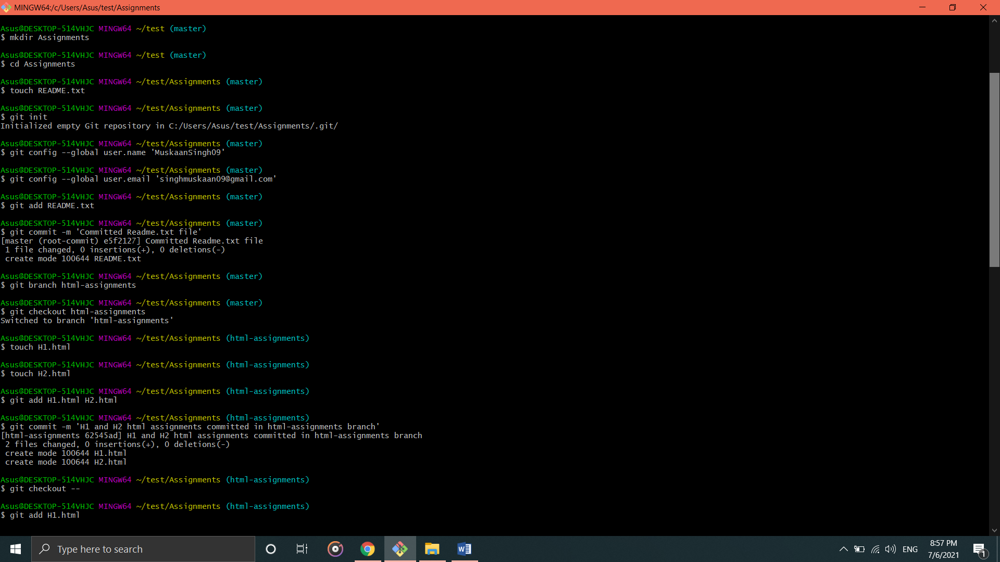 MINGW64:/c/Users/Asus/test/Assignments
Asus@DESKTOP-514VHJC MINGW64 ~/test (master)
$ mkdir Assignments
Asus@DESKTOP-514VHJC MINGW64 ~/test (master)
$ cd Assignments
Asus@DESKTOP-514VHJC MINGW64 ~/test/Assignments (master)
$ touch README.txt
Asus@DESKTOP-514VHJC MINGW64 ~/test/Assignments (master)
$ git init
Initialized empty Git repository in C:/Users/Asus/test/Assignments/.git/
Asus@DESKTOP-514VHJC MINGW64 ~/test/Assignments (master)
$ git config --global user.name 'MuskaanSingh09'
Asus@DESKTOP-514VHJC MINGW64 ~/test/Assignments (master)
$ git config --global user.email 'singhmuskaan09@gmail.com'
Asus@DESKTOP-514VHJC MINGW64 ~/test/Assignments (master)
$ git add README.txt
Asus@DESKTOP-514VHJC MINGW64 ~/test/Assignments (master)
$ git commit -m 'Committed Readme.txt file'
[master (root-commit) e5f2127] Committed Readme.txt file
1 file changed, 0 insertions(+), 0 deletions(-)
create mode 100644 README.txt
Asus@DESKTOP-514VHJC MINGW64 ~/test/Assignments (master)
$ git branch html-assignments
Asus@DESKTOP-514VHJC MINGW64 ~/test/Assignments (master)
$ git checkout html-assignments
Switched to branch 'html-assignments'
Asus@DESKTOP-514VHJC MINGW64 ~/test/Assignments (html-assignments)
$ touch H1.html
Asus@DESKTOP-514VHJC MINGW64 ~/test/Assignments (html-assignments)
$ touch H2.html
Asus@DESKTOP-514VHJC MINGW64 ~/test/Assignments (html-assignments)
$ git add H1.html H2.html
Asus@DESKTOP-514VHJC MINGW64 ~/test/Assignments (html-assignments)
$ git commit -m 'H1 and H2 html assignments committed in html-assignments branch'
[html-assignments 62545ad] H1 and H2 html assignments committed in html-assignments branch
2 files changed, 0 insertions(+), 0 deletions(-)
create mode 100644 H1.html
create mode 100644 H2.html
Asus@DESKTOP-514VHJC MINGW64 ~/test/Assignments (html-assignments)
$ git checkout --
Asus@DESKTOP-514VHJC MINGW64 ~/test/Assignments (html-assignments)
$ git add H1.html
Type here to search
W
ENG
8:57 PM
7/6/2021
1